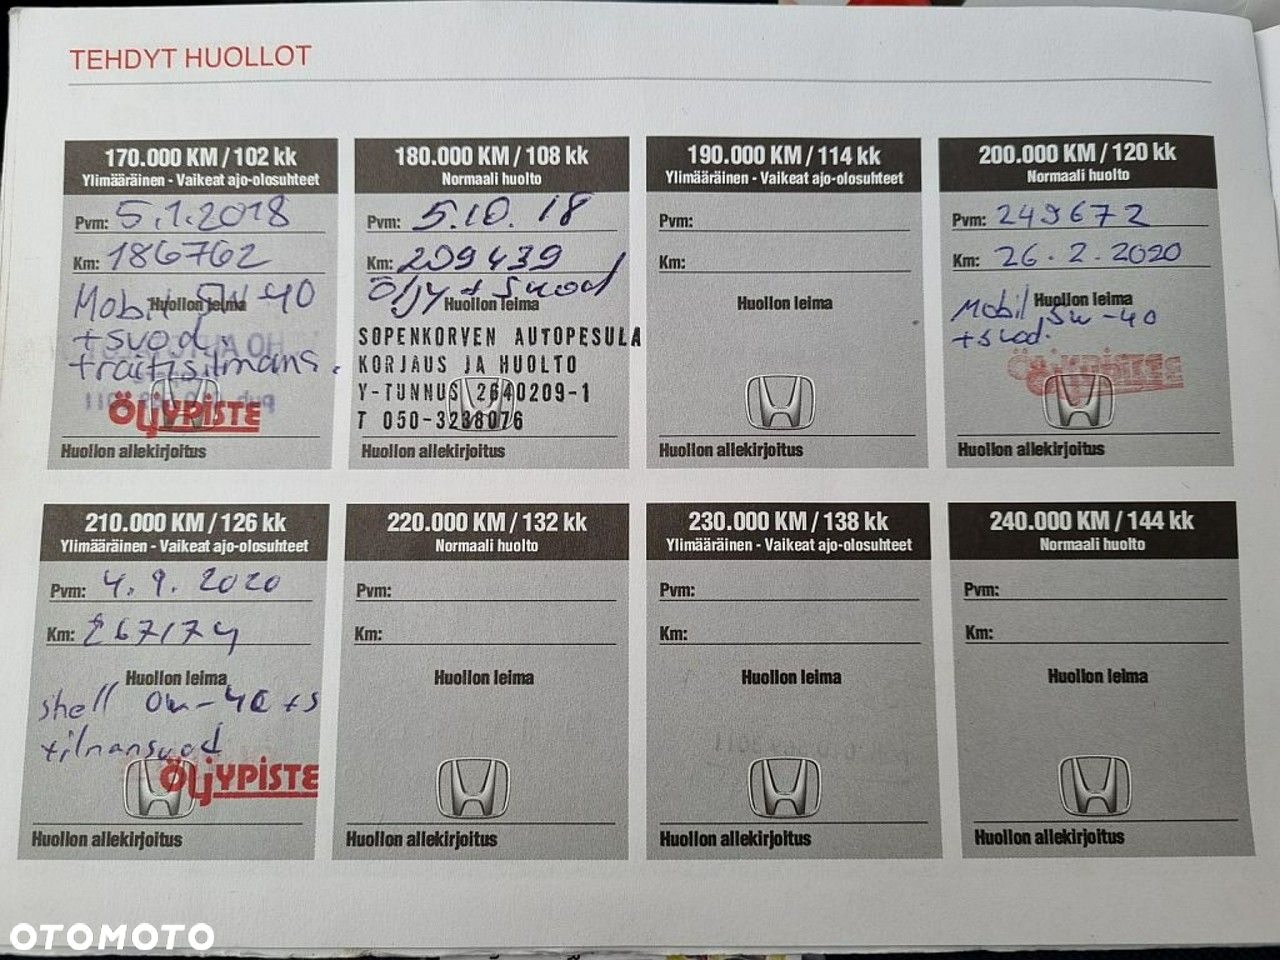 TEHDYT HUOLLOT
170.000 KM / 102 kk
Ylimääräinen - Vaikeat ajo-olosuhteet
Pvm: 5.1.2018
Km: 186762
Huollon leima
Mobil 5W-40
+ suod.
+ raitisilmans.
ÖLJYPISTE
Huollon allekirjoitus
180.000 KM / 108 kk
Normaali huolto
Pvm: 5.10.18
Km: 209439
Öljy + Suod
Huollon leima
SOPENKORVEN AUTOPESULA
KORJAUS JA HUOLTO
Y-TUNNUS 2640209-1
T 050-3238076
Huollon allekirjoitus
190.000 KM / 114 kk
Ylimääräinen - Vaikeat ajo-olosuhteet
Pvm:
Km:
Huollon leima
Huollon allekirjoitus
200.000 KM / 120 kk
Normaali huolto
Pvm: 249672
Km: 26.2.2020
Huollon leima
Mobil 5w-40
+ suod.
ÖLJYPISTE
Huollon allekirjoitus
210.000 KM / 126 kk
Ylimääräinen - Vaikeat ajo-olosuhteet
Pvm: 4.9.2020
Km: 267174
Huollon leima
shell 0w-40 + s
+ilmansuod
ÖLJYPISTE
Huollon allekirjoitus
220.000 KM / 132 kk
Normaali huolto
Pvm:
Km:
Huollon leima
Huollon allekirjoitus
230.000 KM / 138 kk
Ylimääräinen - Vaikeat ajo-olosuhteet
Pvm:
Km:
Huollon leima
Huollon allekirjoitus
240.000 KM / 144 kk
Normaali huolto
Pvm:
Km:
Huollon leima
Huollon allekirjoitus
OTOMOTO